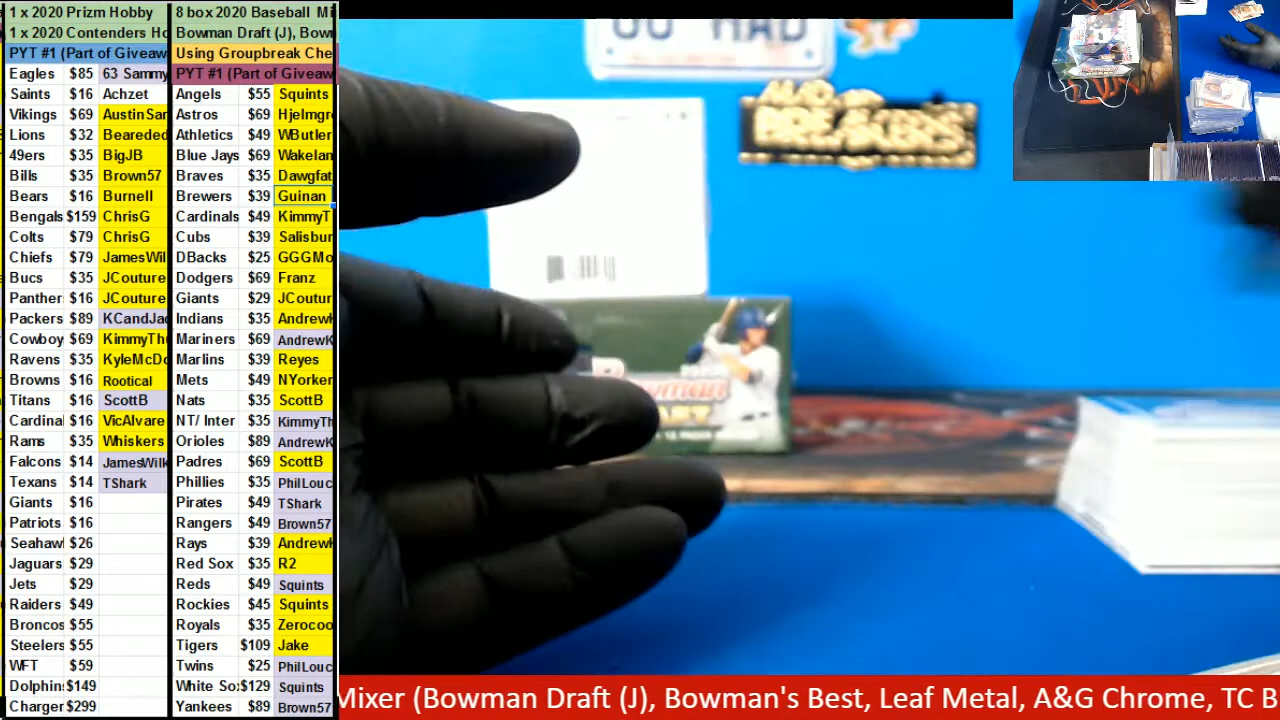 1 x 2020 Prizm Hobby
1 x 2020 Contenders Ho
PYT #1 (Part of Giveaw
Eagles $85 63 Sammy
Saints $16 Achzet
Vikings $69 AustinSar
Lions $32 Beareded
49ers $35 BigJB
Bills $35 Brown57
Bears $16 Burnell
Bengals $159 ChrisG
Colts $79 ChrisG
Chiefs $79 JamesWil
Bucs $35 JCouture
Panther $16 JCouture
Packers $89 KCandJac
Cowboy $69 KimmyTh
Ravens $35 KyleMcDo
Browns $16 Rootical
Titans $16 ScottB
Cardinal $16 VicAlvare
Rams $35 Whiskers
Falcons $14 JamesWilk
Texans $14 TShark
Giants $16
Patriots $16
Seahaw $26
Jaguars $29
Jets $29
Raiders $49
Broncos $55
Steelers $55
WFT $59
Dolphin $149
Charger $299
8 box 2020 Baseball Mi
Bowman Draft (J), Bow
Using Groupbreak Che
PYT #1 (Part of Giveaw
Angels $55 Squints
Astros $69 Hjelmgr
Athletics $49 WButler
Blue Jays $69 Wakelan
Braves $35 Dawgfat
Brewers $39 Guinan
Cardinals $49 KimmyT
Cubs $39 Salisbur
DBacks $25 GGGMo
Dodgers $69 Franz
Giants $29 JCoutur
Indians $35 AndrewK
Mariners $69 AndrewK
Marlins $39 Reyes
Mets $49 NYorker
Nats $35 ScottB
NT/ Inter $35 KimmyTh
Orioles $89 AndrewK
Padres $69 ScottB
Phillies $35 PhilLouc
Pirates $49 TShark
Rangers $49 Brown57
Rays $39 AndrewK
Red Sox $35 R2
Reds $49 Squints
Rockies $45 Squints
Royals $35 Zerocoo
Tigers $109 Jake
Twins $25 PhilLouc
White So $129 Squints
Yankees $89 Brown57
BREAKERS
Mixer (Bowman Draft (J), Bowman's Best, Leaf Metal, A&G Chrome, TC B